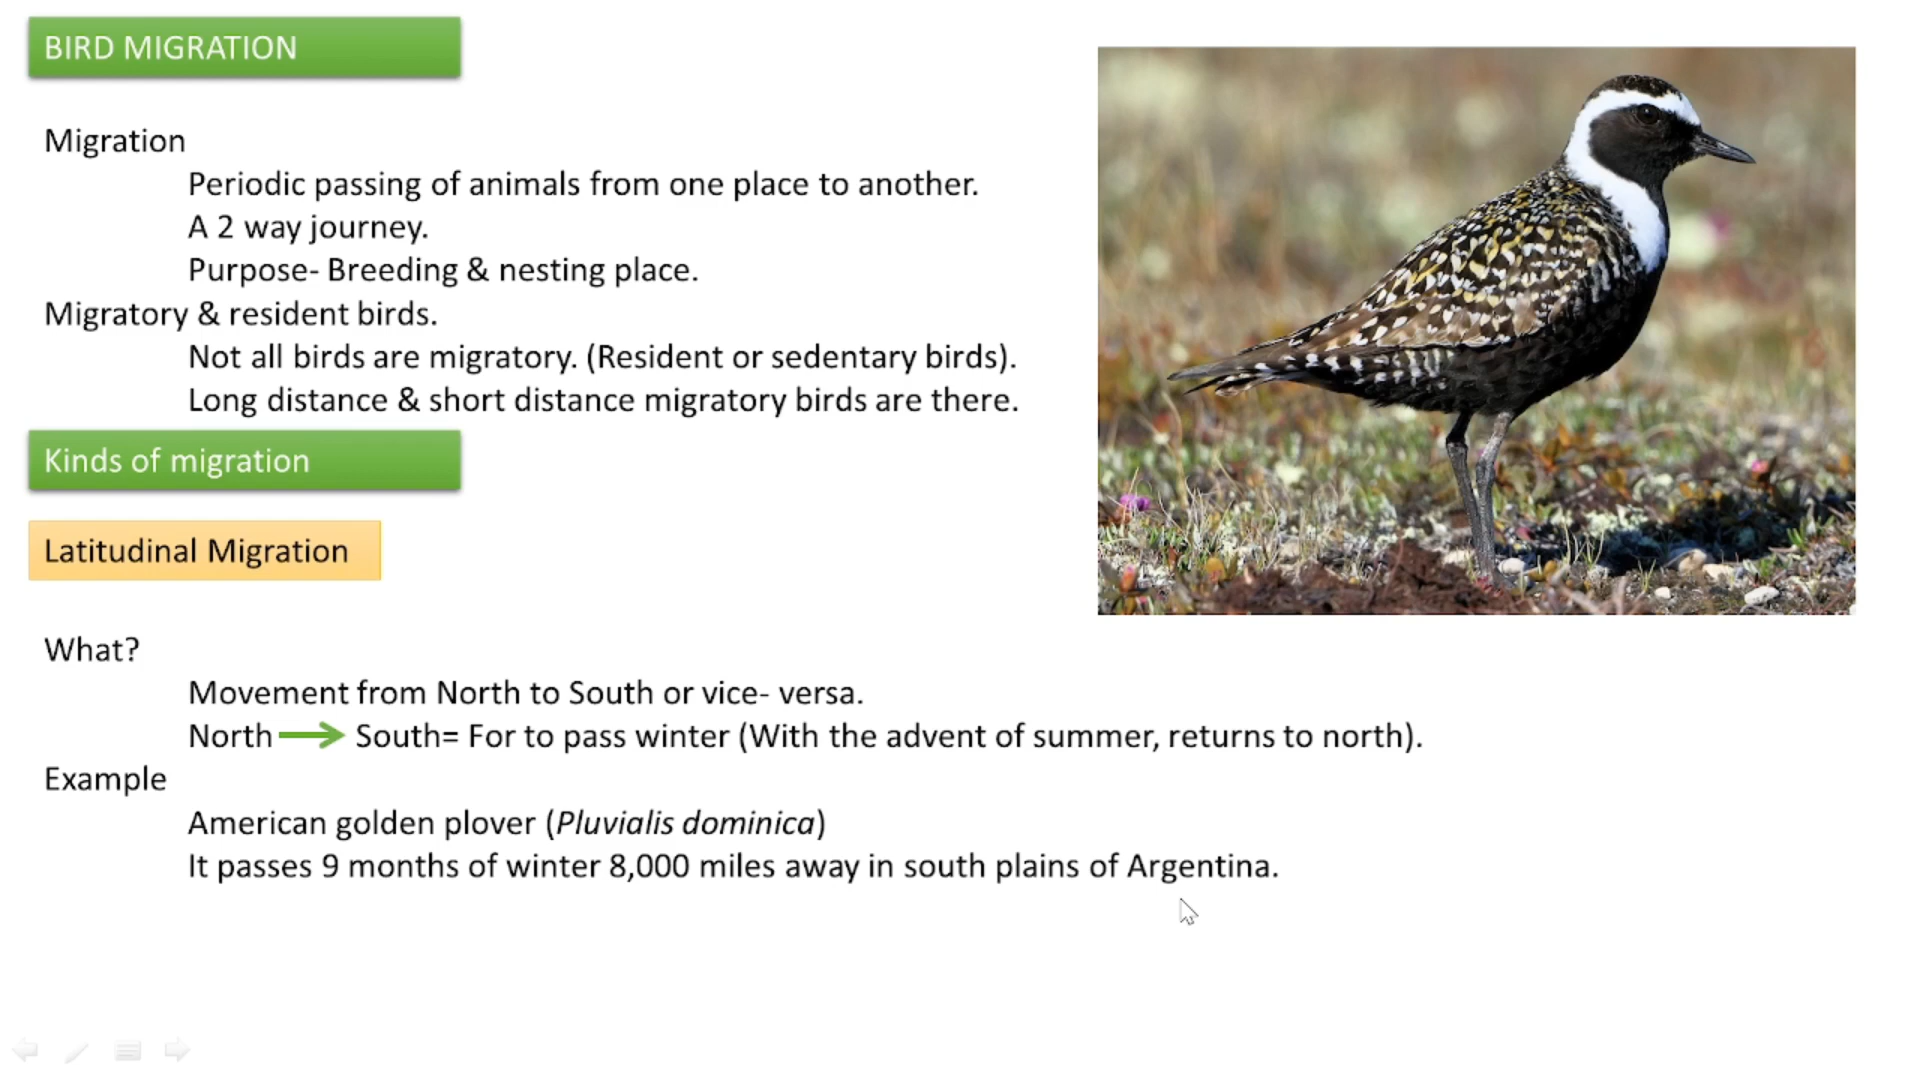 BIRD MIGRATION
Migration
Periodic passing of animals from one place to another.
A 2 way journey.
Purpose- Breeding & nesting place.
Migratory & resident birds.
Not all birds are migratory. (Resident or sedentary birds).
Long distance & short distance migratory birds are there.
Kinds of migration
Latitudinal Migration
What?
Movement from North to South or vice- versa.
North → South= For to pass winter (With the advent of summer, returns to north).
Example
American golden plover (Pluvialis dominica)
It passes 9 months of winter 8,000 miles away in south plains of Argentina.